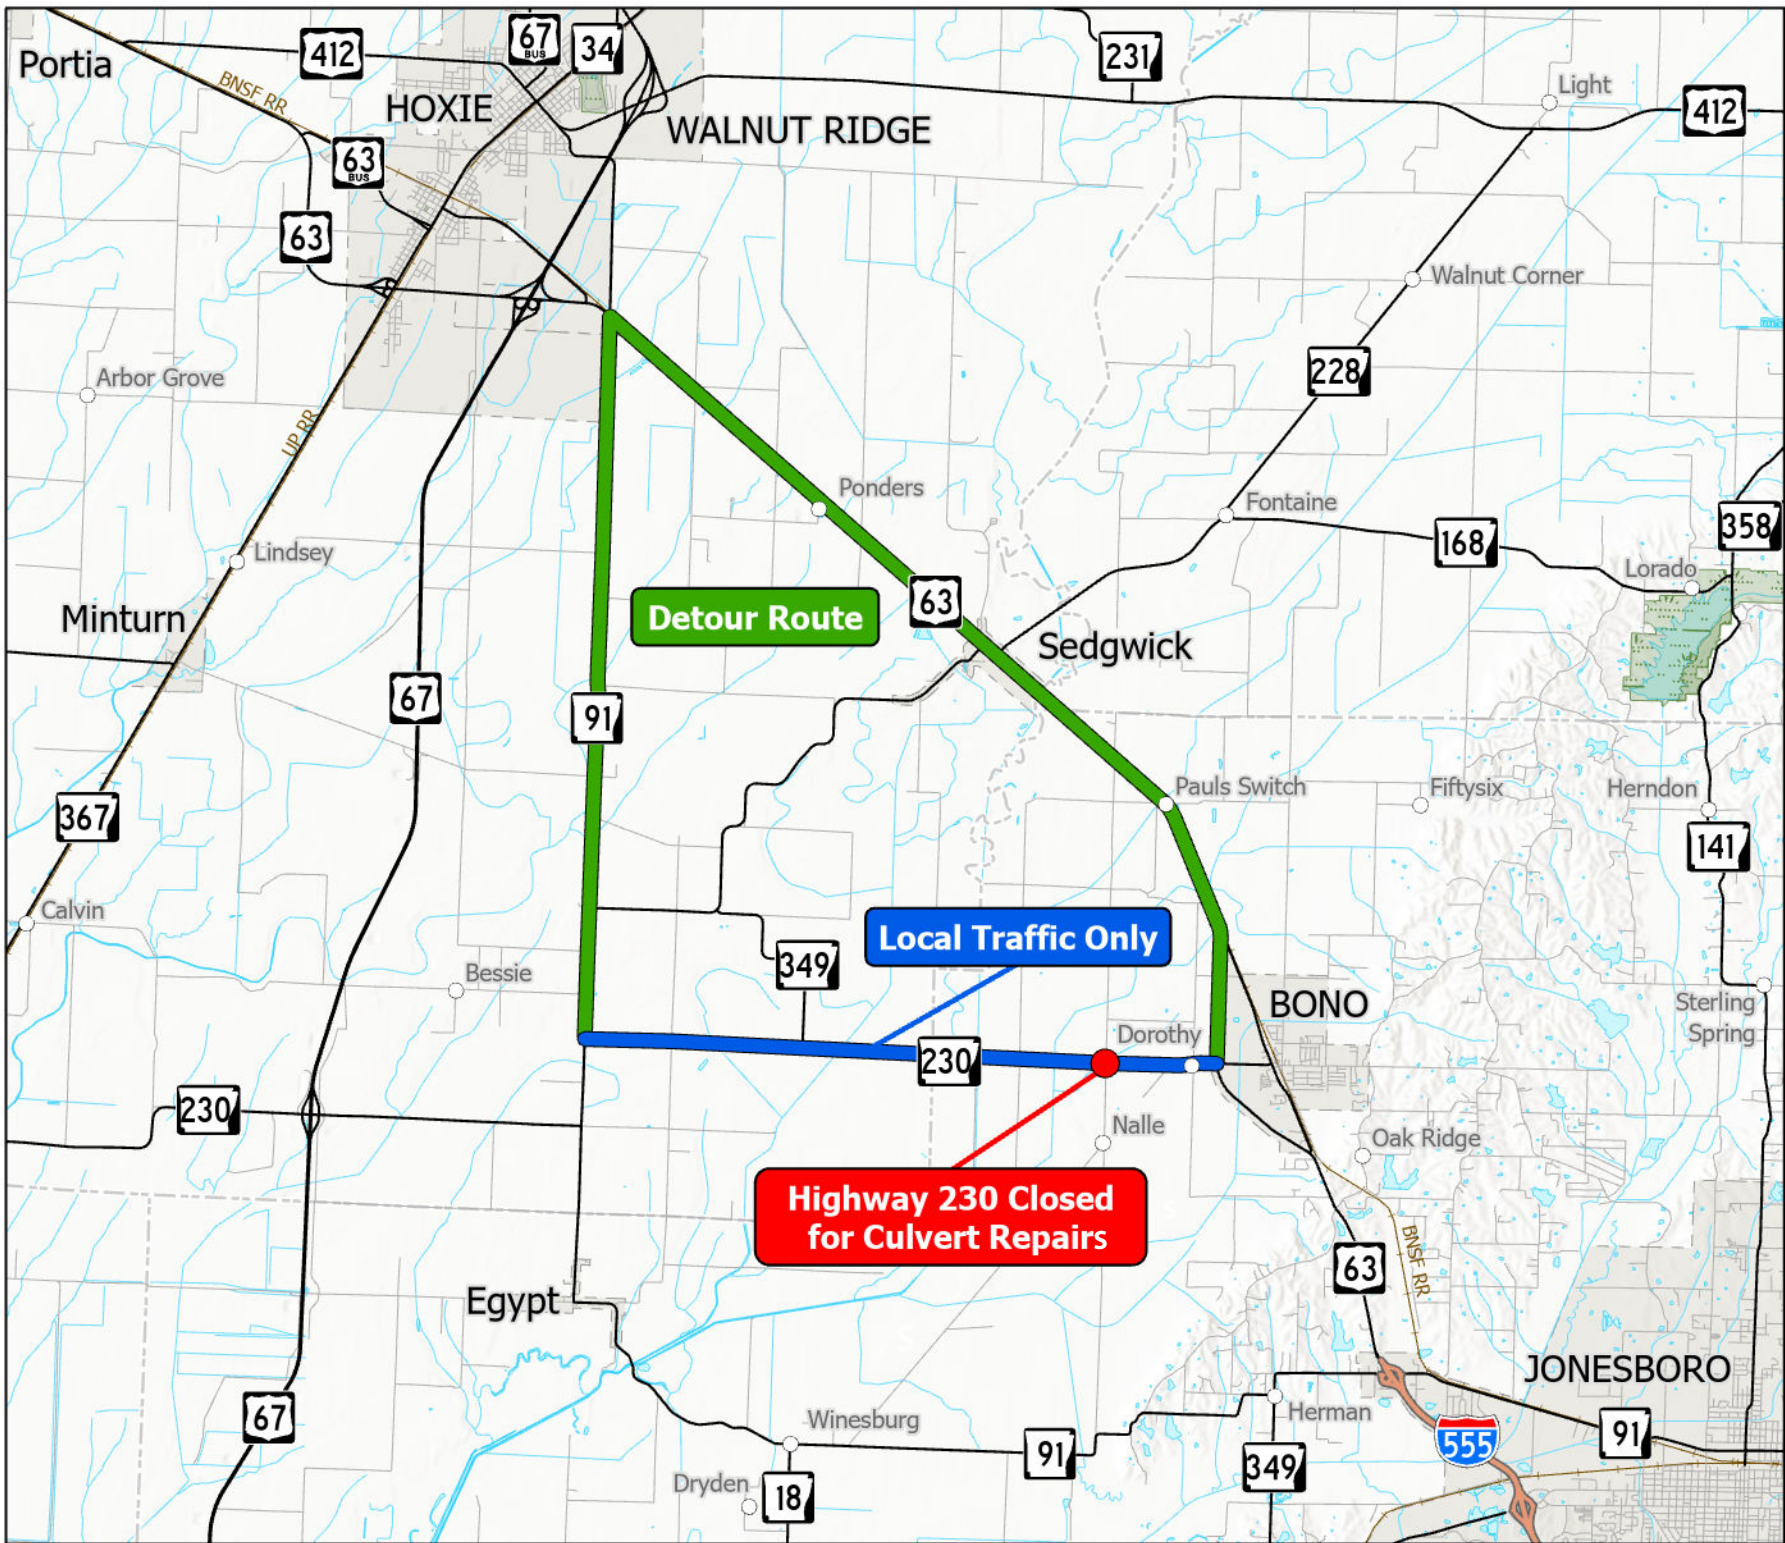 67
BUS
34
412
231
Portia
BNSF RR
HOXIE
Light
412
WALNUT RIDGE
63
BUS
63
Walnut Corner
Arbor Grove
228
UP RR
Ponders
Fontaine
358
168
Lindsey
Lorado
63
Detour Route
Minturn
Sedgwick
67
91
Pauls Switch
Fiftysix
Herndon
367
141
Calvin
Local Traffic Only
349
Bessie
BONO
Sterling
Spring
Dorothy
230
230
Nalle
Oak Ridge
Highway 230 Closed
for Culvert Repairs
BNSF RR
63
Egypt
JONESBORO
67
Winesburg
Herman
91
555
91
349
Dryden
18